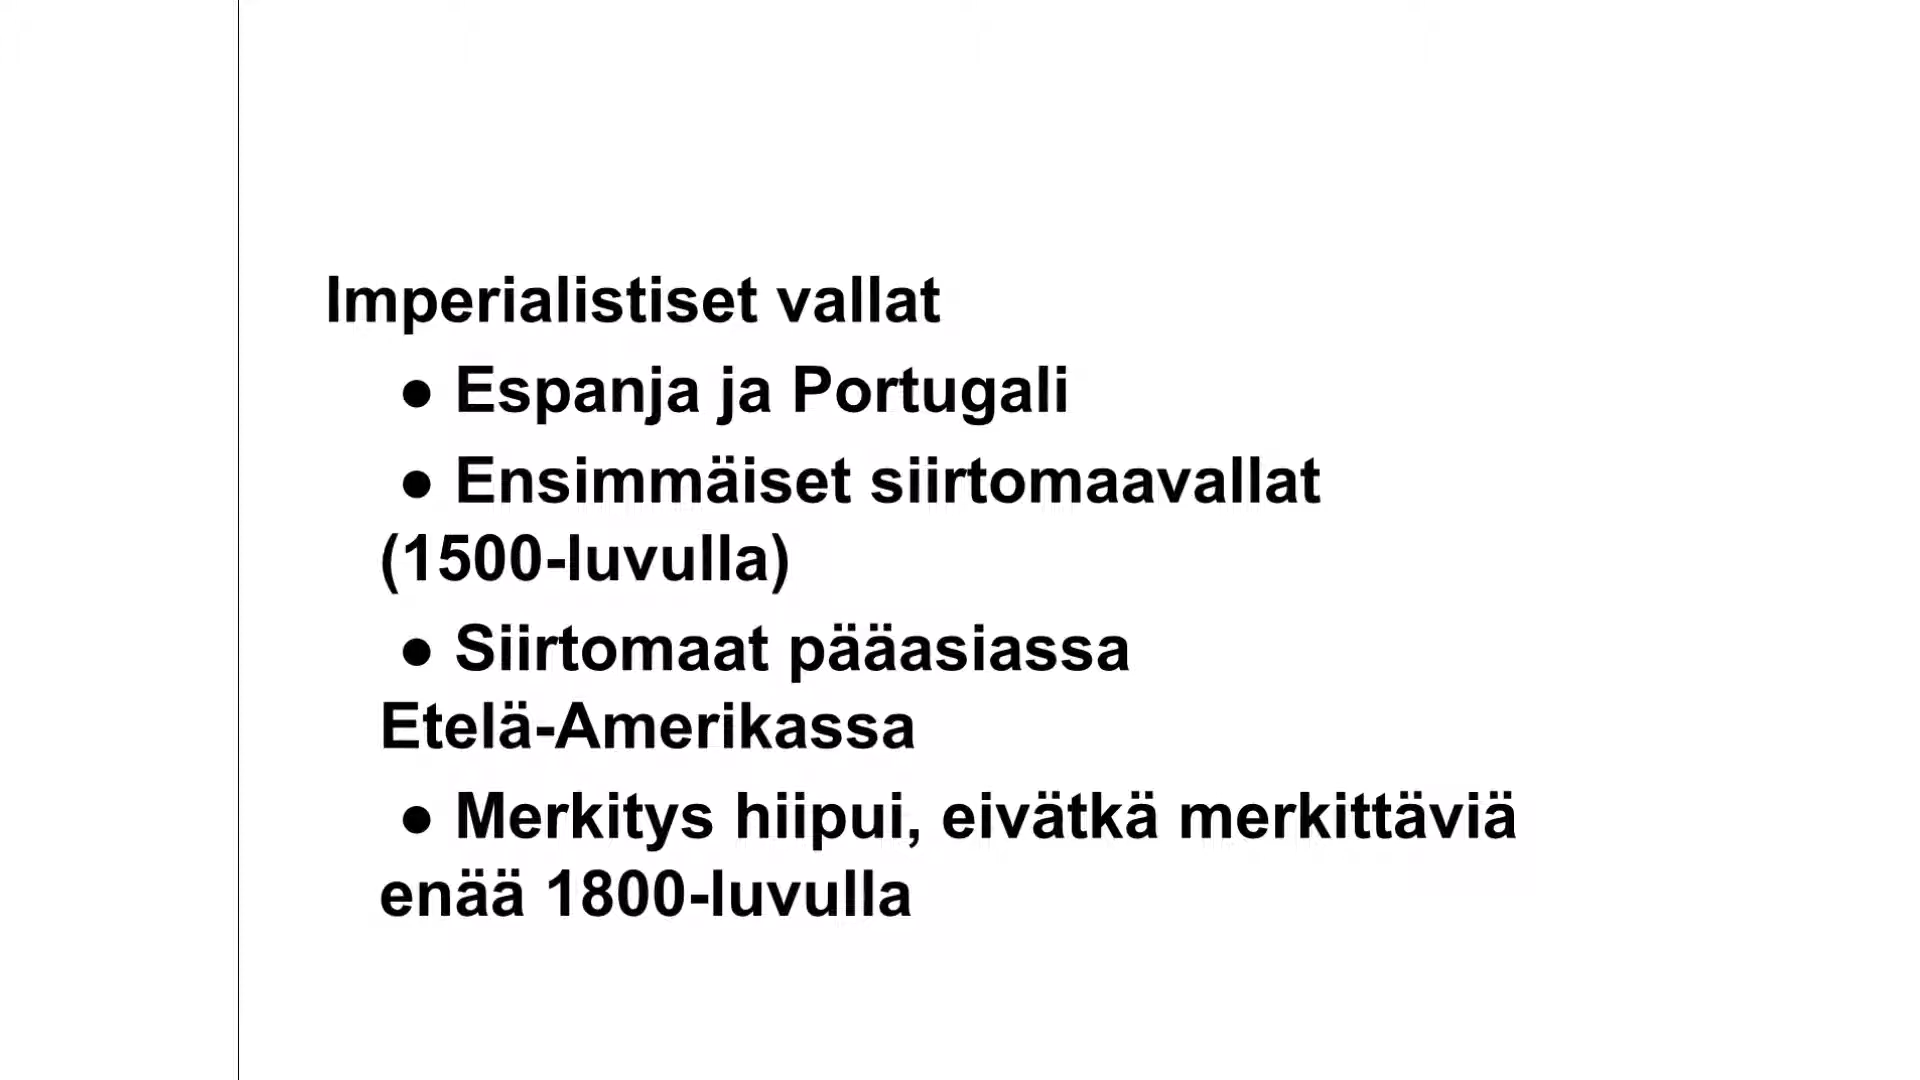 Imperialistiset vallat
● Espanja ja Portugali
● Ensimmäiset siirtomaavallat
(1500-luvulla)
● Siirtomaat pääasiassa
Etelä-Amerikassa
● Merkitys hiipui, eivätkä merkittäviä
enää 1800-luvulla